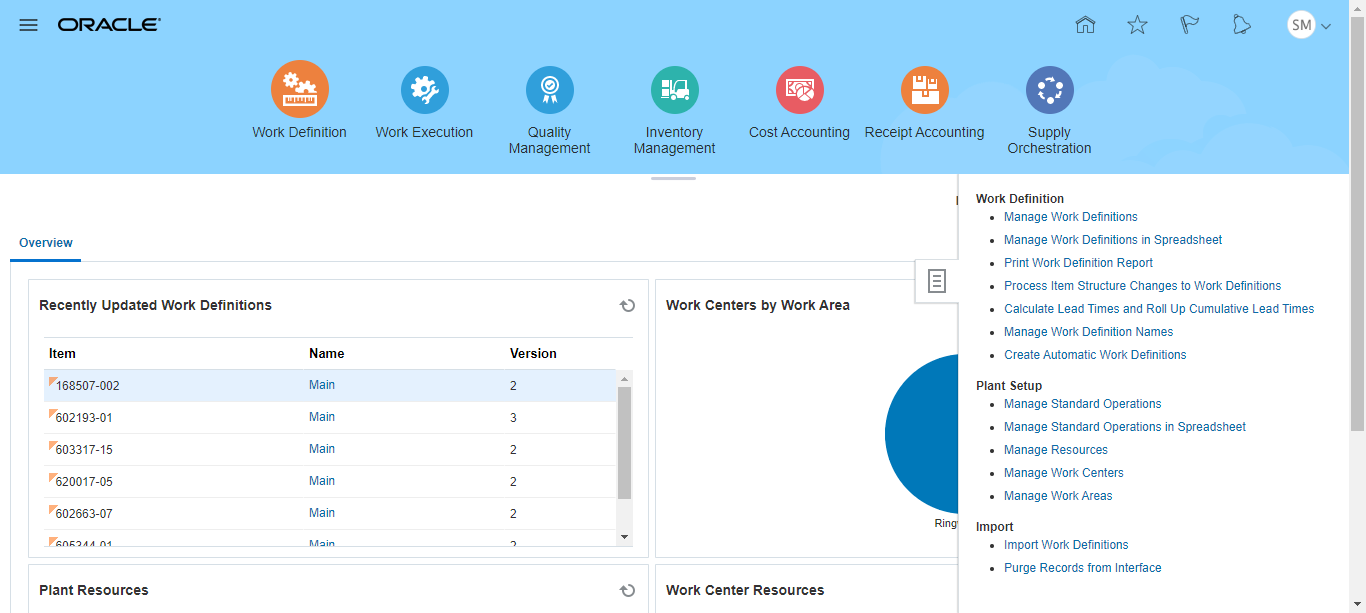 ORACLE
SM
Work Definition
Work Execution
Quality
Management
Inventory
Management
Cost Accounting
Receipt Accounting
Supply
Orchestration
Overview
Recently Updated Work Definitions
Item Name Version
168507-002 Main 2
602193-01 Main 3
603317-15 Main 2
620017-05 Main 2
602663-07 Main 2
605344-01 Main 2
Plant Resources
Work Centers by Work Area
Work Center Resources
Work Definition
Manage Work Definitions
Manage Work Definitions in Spreadsheet
Print Work Definition Report
Process Item Structure Changes to Work Definitions
Calculate Lead Times and Roll Up Cumulative Lead Times
Manage Work Definition Names
Create Automatic Work Definitions
Plant Setup
Manage Standard Operations
Manage Standard Operations in Spreadsheet
Manage Resources
Manage Work Centers
Manage Work Areas
Import
Import Work Definitions
Purge Records from Interface